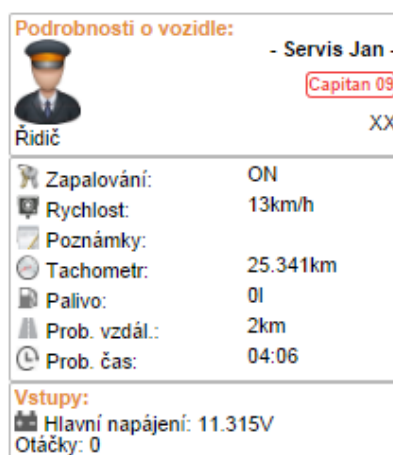 Podrobnosti o vozidle:
- Servis Jan -
Capitan 09
XX
Řidič
Zapalování: ON
Rychlost: 13km/h
Poznámky:
Tachometr: 25.341km
Palivo: 0l
Prob. vzdál.: 2km
Prob. čas: 04:06
Vstupy:
Hlavní napájení: 11.315V
Otáčky: 0